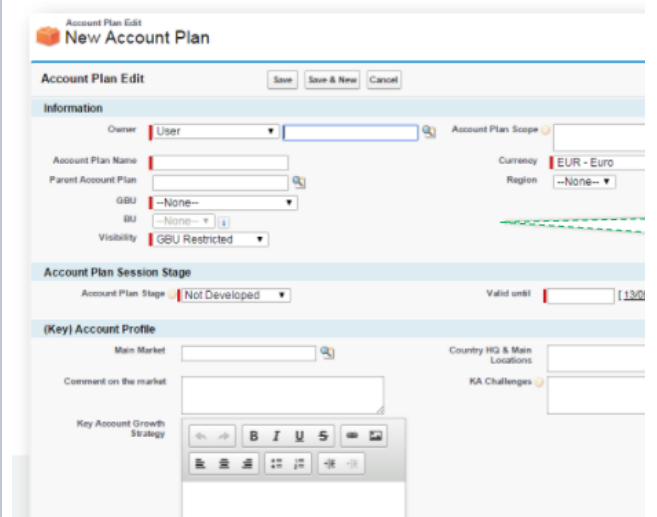 Account Plan Edit
New Account Plan
Account Plan Edit
Save
Save & New
Cancel
Information
Owner
User
Account Plan Scope
Account Plan Name
Currency
EUR - Euro
Parent Account Plan
Region
--None--
GBU
--None--
BU
--None--
Visibility
GBU Restricted
Account Plan Session Stage
Account Plan Stage
Not Developed
Valid until
(Key) Account Profile
Main Market
Country HQ & Main
Locations
Comment on the market
KA Challenges
Key Account Growth
Strategy
B I U S